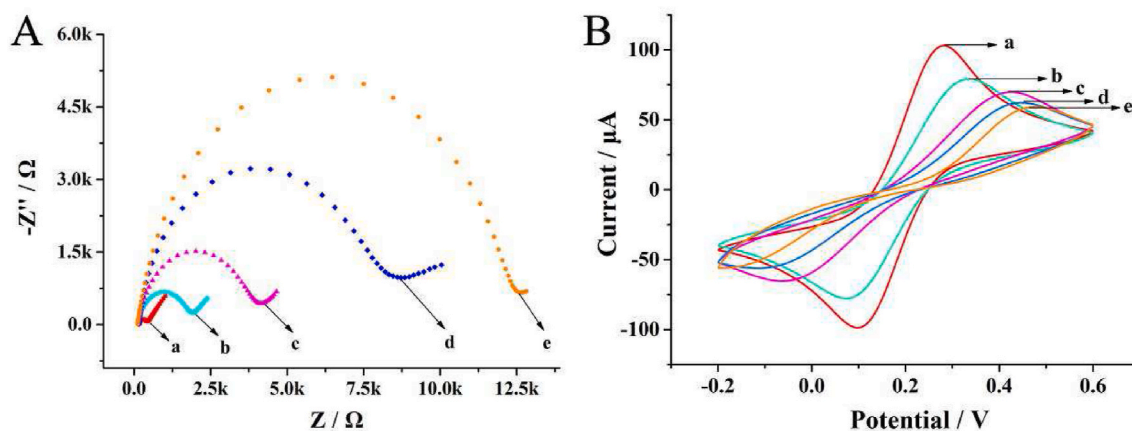 A
6.0k
4.5k
3.0k
1.5k
0.0
-Z'' / Ω
a
b
c
d
e
0.0 2.5k 5.0k 7.5k 10.0k 12.5k
Z / Ω
B
100
50
0
-50
-100
Current / µA
a
b
c
d
e
-0.2 0.0 0.2 0.4 0.6
Potential / V